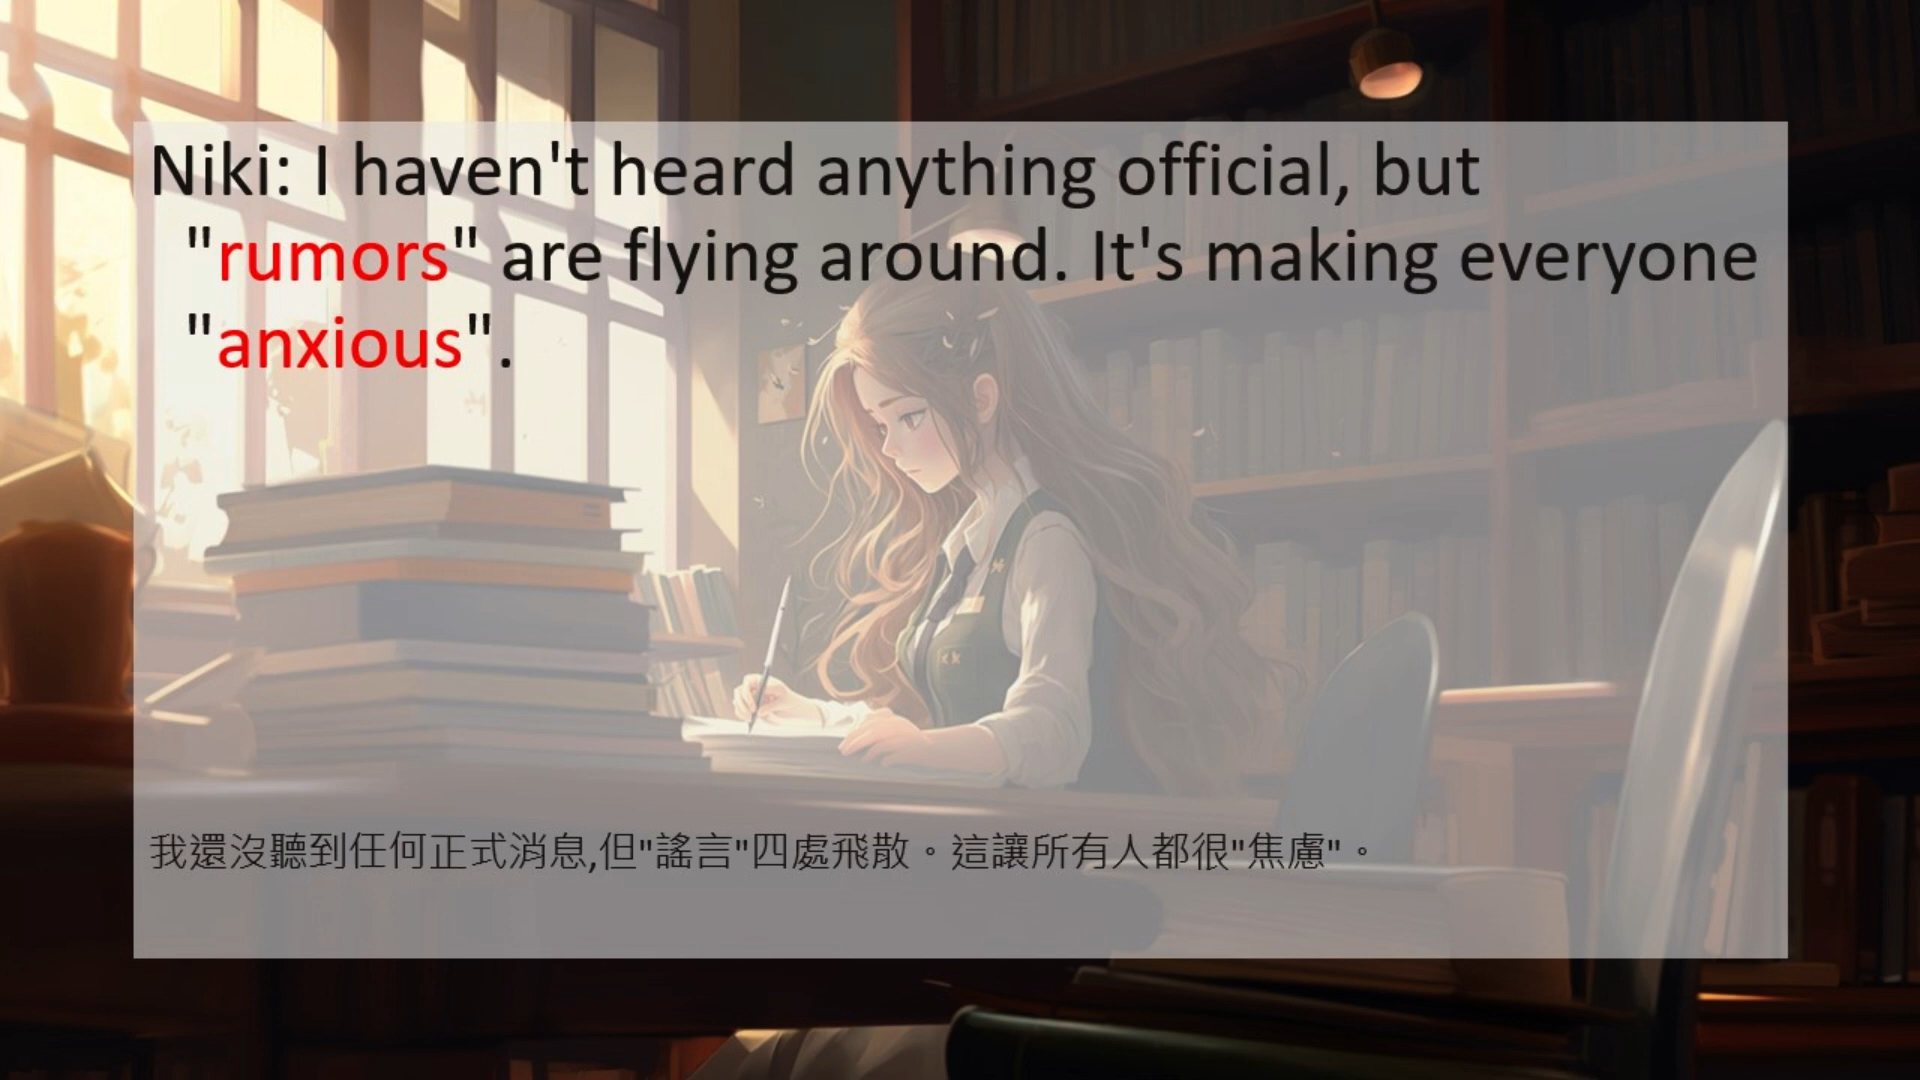 Niki: I haven't heard anything official, but
"rumors" are flying around. It's making everyone
"anxious".
我還沒聽到任何正式消息,但"謠言"四處飛散。這讓所有人都很"焦慮"。